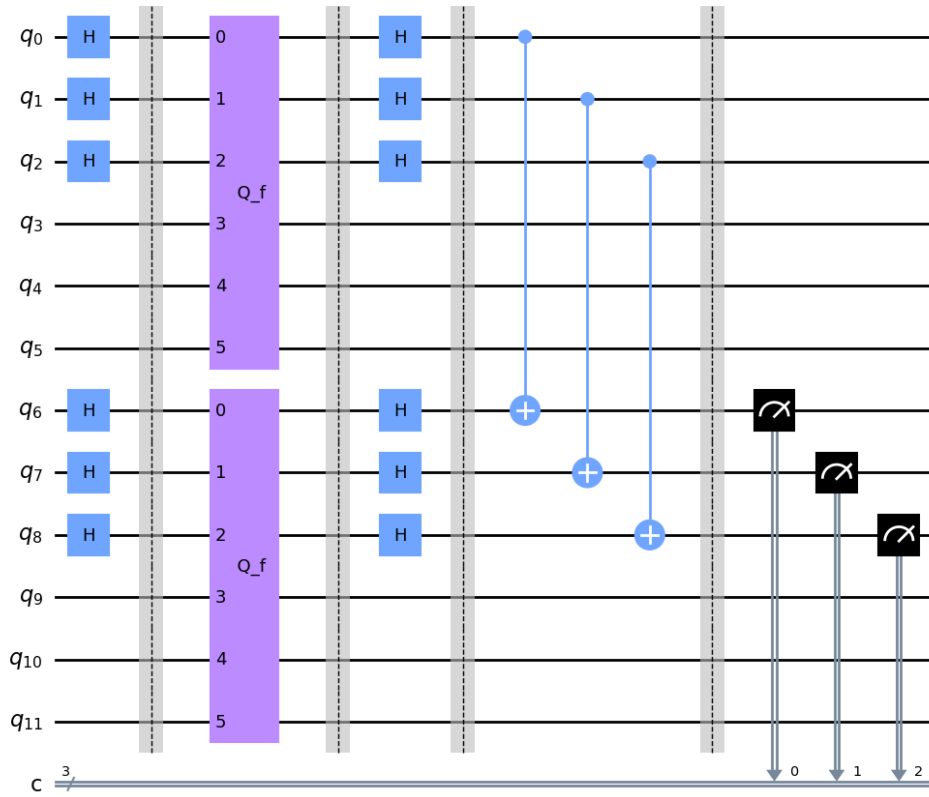 q0 H 0 H
q1 H 1 H
q2 H 2 H
Q_f
q3 3
q4 4
q5 5
q6 H 0 H
q7 H 1 H
q8 H 2 H
Q_f
q9 3
q10 4
q11 5
c 3 0 1 2